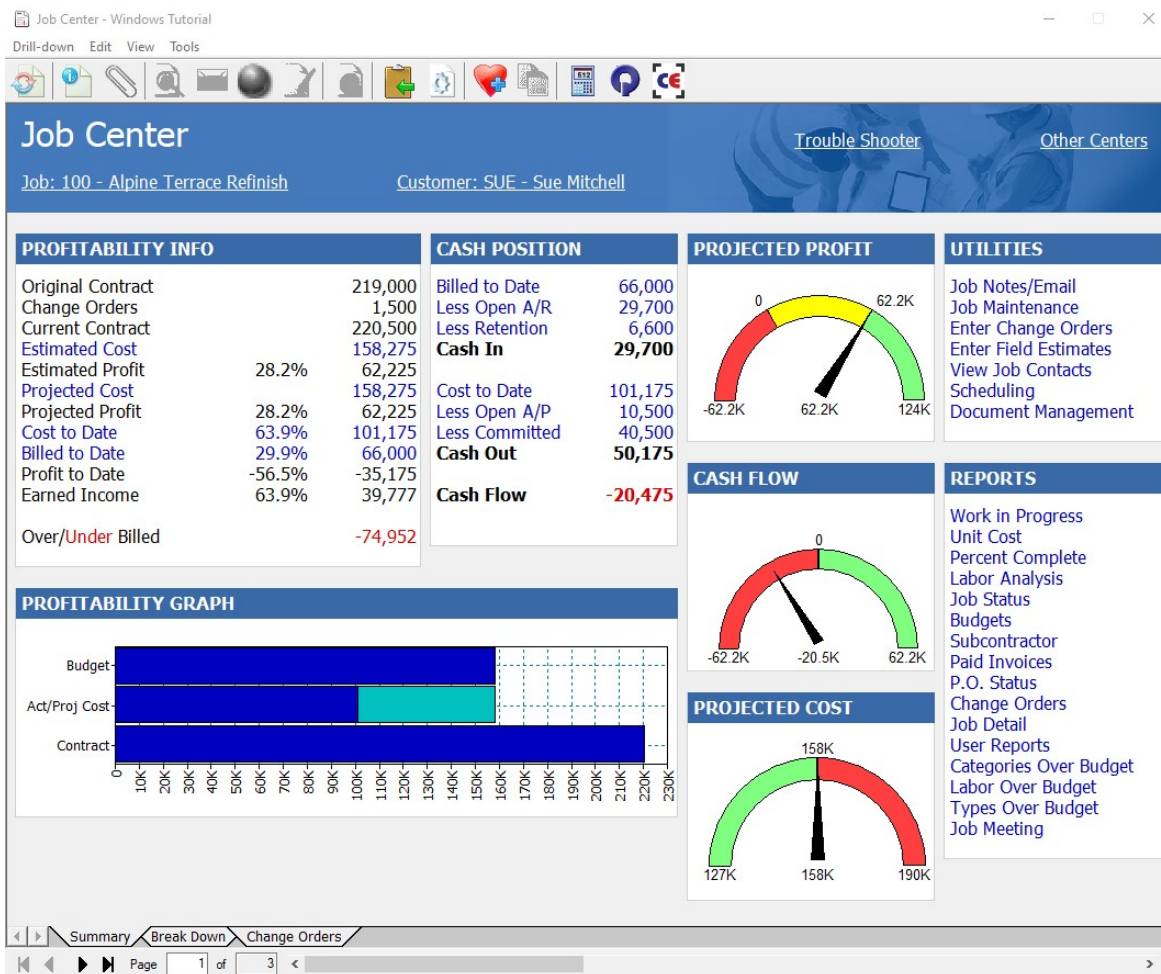 Job Center - Windows Tutorial
Drill-down Edit View Tools
Job Center
Trouble Shooter
Other Centers
Job: 100 - Alpine Terrace Refinish
Customer: SUE - Sue Mitchell
PROFITABILITY INFO
Original Contract 219,000
Change Orders 1,500
Current Contract 220,500
Estimated Cost 158,275
Estimated Profit 28.2% 62,225
Projected Cost 158,275
Projected Profit 28.2% 62,225
Cost to Date 63.9% 101,175
Billed to Date 29.9% 66,000
Profit to Date -56.5% -35,175
Earned Income 63.9% 39,777
Over/Under Billed -74,952
CASH POSITION
Billed to Date 66,000
Less Open A/R 29,700
Less Retention 6,600
Cash In 29,700
Cost to Date 101,175
Less Open A/P 10,500
Less Committed 40,500
Cash Out 50,175
Cash Flow -20,475
PROJECTED PROFIT
0 62.2K
-62.2K 62.2K 124K
UTILITIES
Job Notes/Email
Job Maintenance
Enter Change Orders
Enter Field Estimates
View Job Contacts
Scheduling
Document Management
CASH FLOW
0
-62.2K -20.5K 62.2K
REPORTS
Work in Progress
Unit Cost
Percent Complete
Labor Analysis
Job Status
Budgets
Subcontractor
Paid Invoices
P.O. Status
Change Orders
Job Detail
User Reports
Categories Over Budget
Labor Over Budget
Types Over Budget
Job Meeting
PROFITABILITY GRAPH
Budget
Act/Proj Cost
Contract
0 10K 20K 30K 40K 50K 60K 70K 80K 90K 100K 110K 120K 130K 140K 150K 160K 170K 180K 190K 200K 210K 220K 230K
PROJECTED COST
158K
127K 158K 190K
Summary Break Down Change Orders
Page 1 of 3